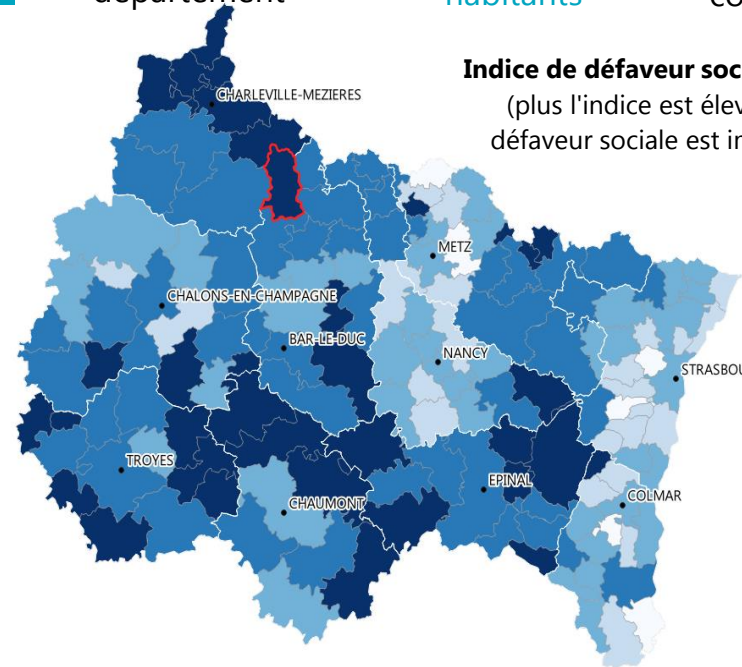 département
habitants
co
Indice de défaveur soc
(plus l'indice est élev
défaveur sociale est in
CHARLEVILLE-MEZIERES
METZ
CHALONS-EN-CHAMPAGNE
BAR-LE-DUC
NANCY
STRASBOU
TROYES
EPINAL
CHAUMONT
COLMAR